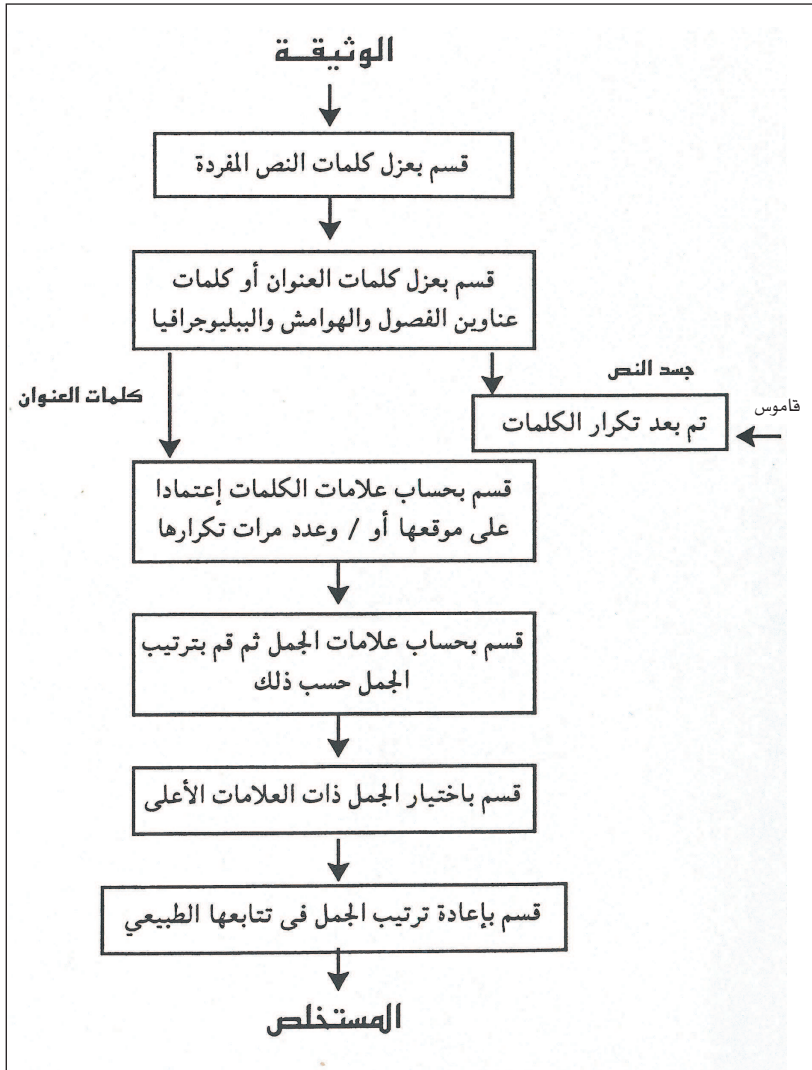 الوثيقة
قسم بعزل كلمات النص المفردة
قسم بعزل كلمات العنوان أو كلمات
عناوين الفصول والهوامش والببليوجرافيا
جسد النص
كلمات العنوان
قاموس
تم بعد تكرار الكلمات
قسم بحساب علامات الكلمات إعتمادا
على موقعها أو / وعدد مرات تكرارها
قسم بحساب علامات الجمل ثم قم بترتيب
الجمل حسب ذلك
قسم باختيار الجمل ذات العلامات الأعلى
قسم بإعادة ترتيب الجمل فى تتابعها الطبيعي
المستخلص